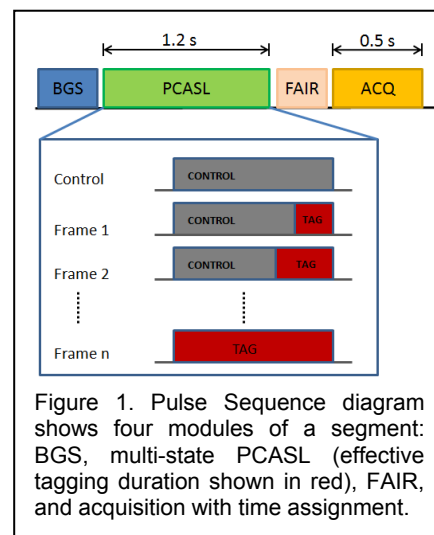 1.2 s
0.5 s
BGS
PCASL
FAIR
ACQ
Control
CONTROL
Frame 1
CONTROL
TAG
Frame 2
CONTROL
TAG
Frame n
TAG
Figure 1. Pulse Sequence diagram
shows four modules of a segment:
BGS, multi-state PCASL (effective
tagging duration shown in red), FAIR,
and acquisition with time assignment.